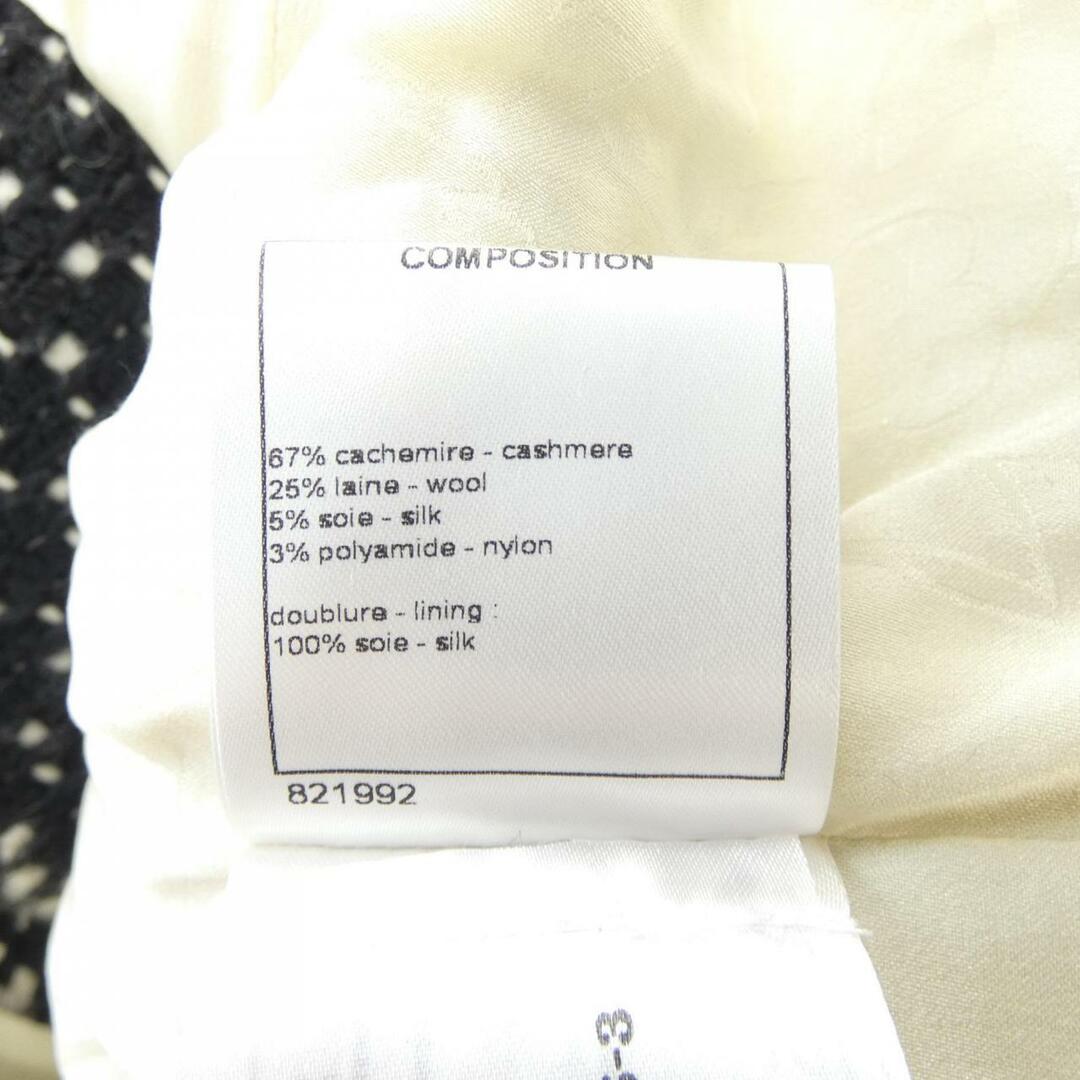 COMPOSITION
67% cachemire - cashmere
25% laine - wool
5% soie - silk
3% polyamide - nylon
doublure - lining :
100% soie - silk
821992